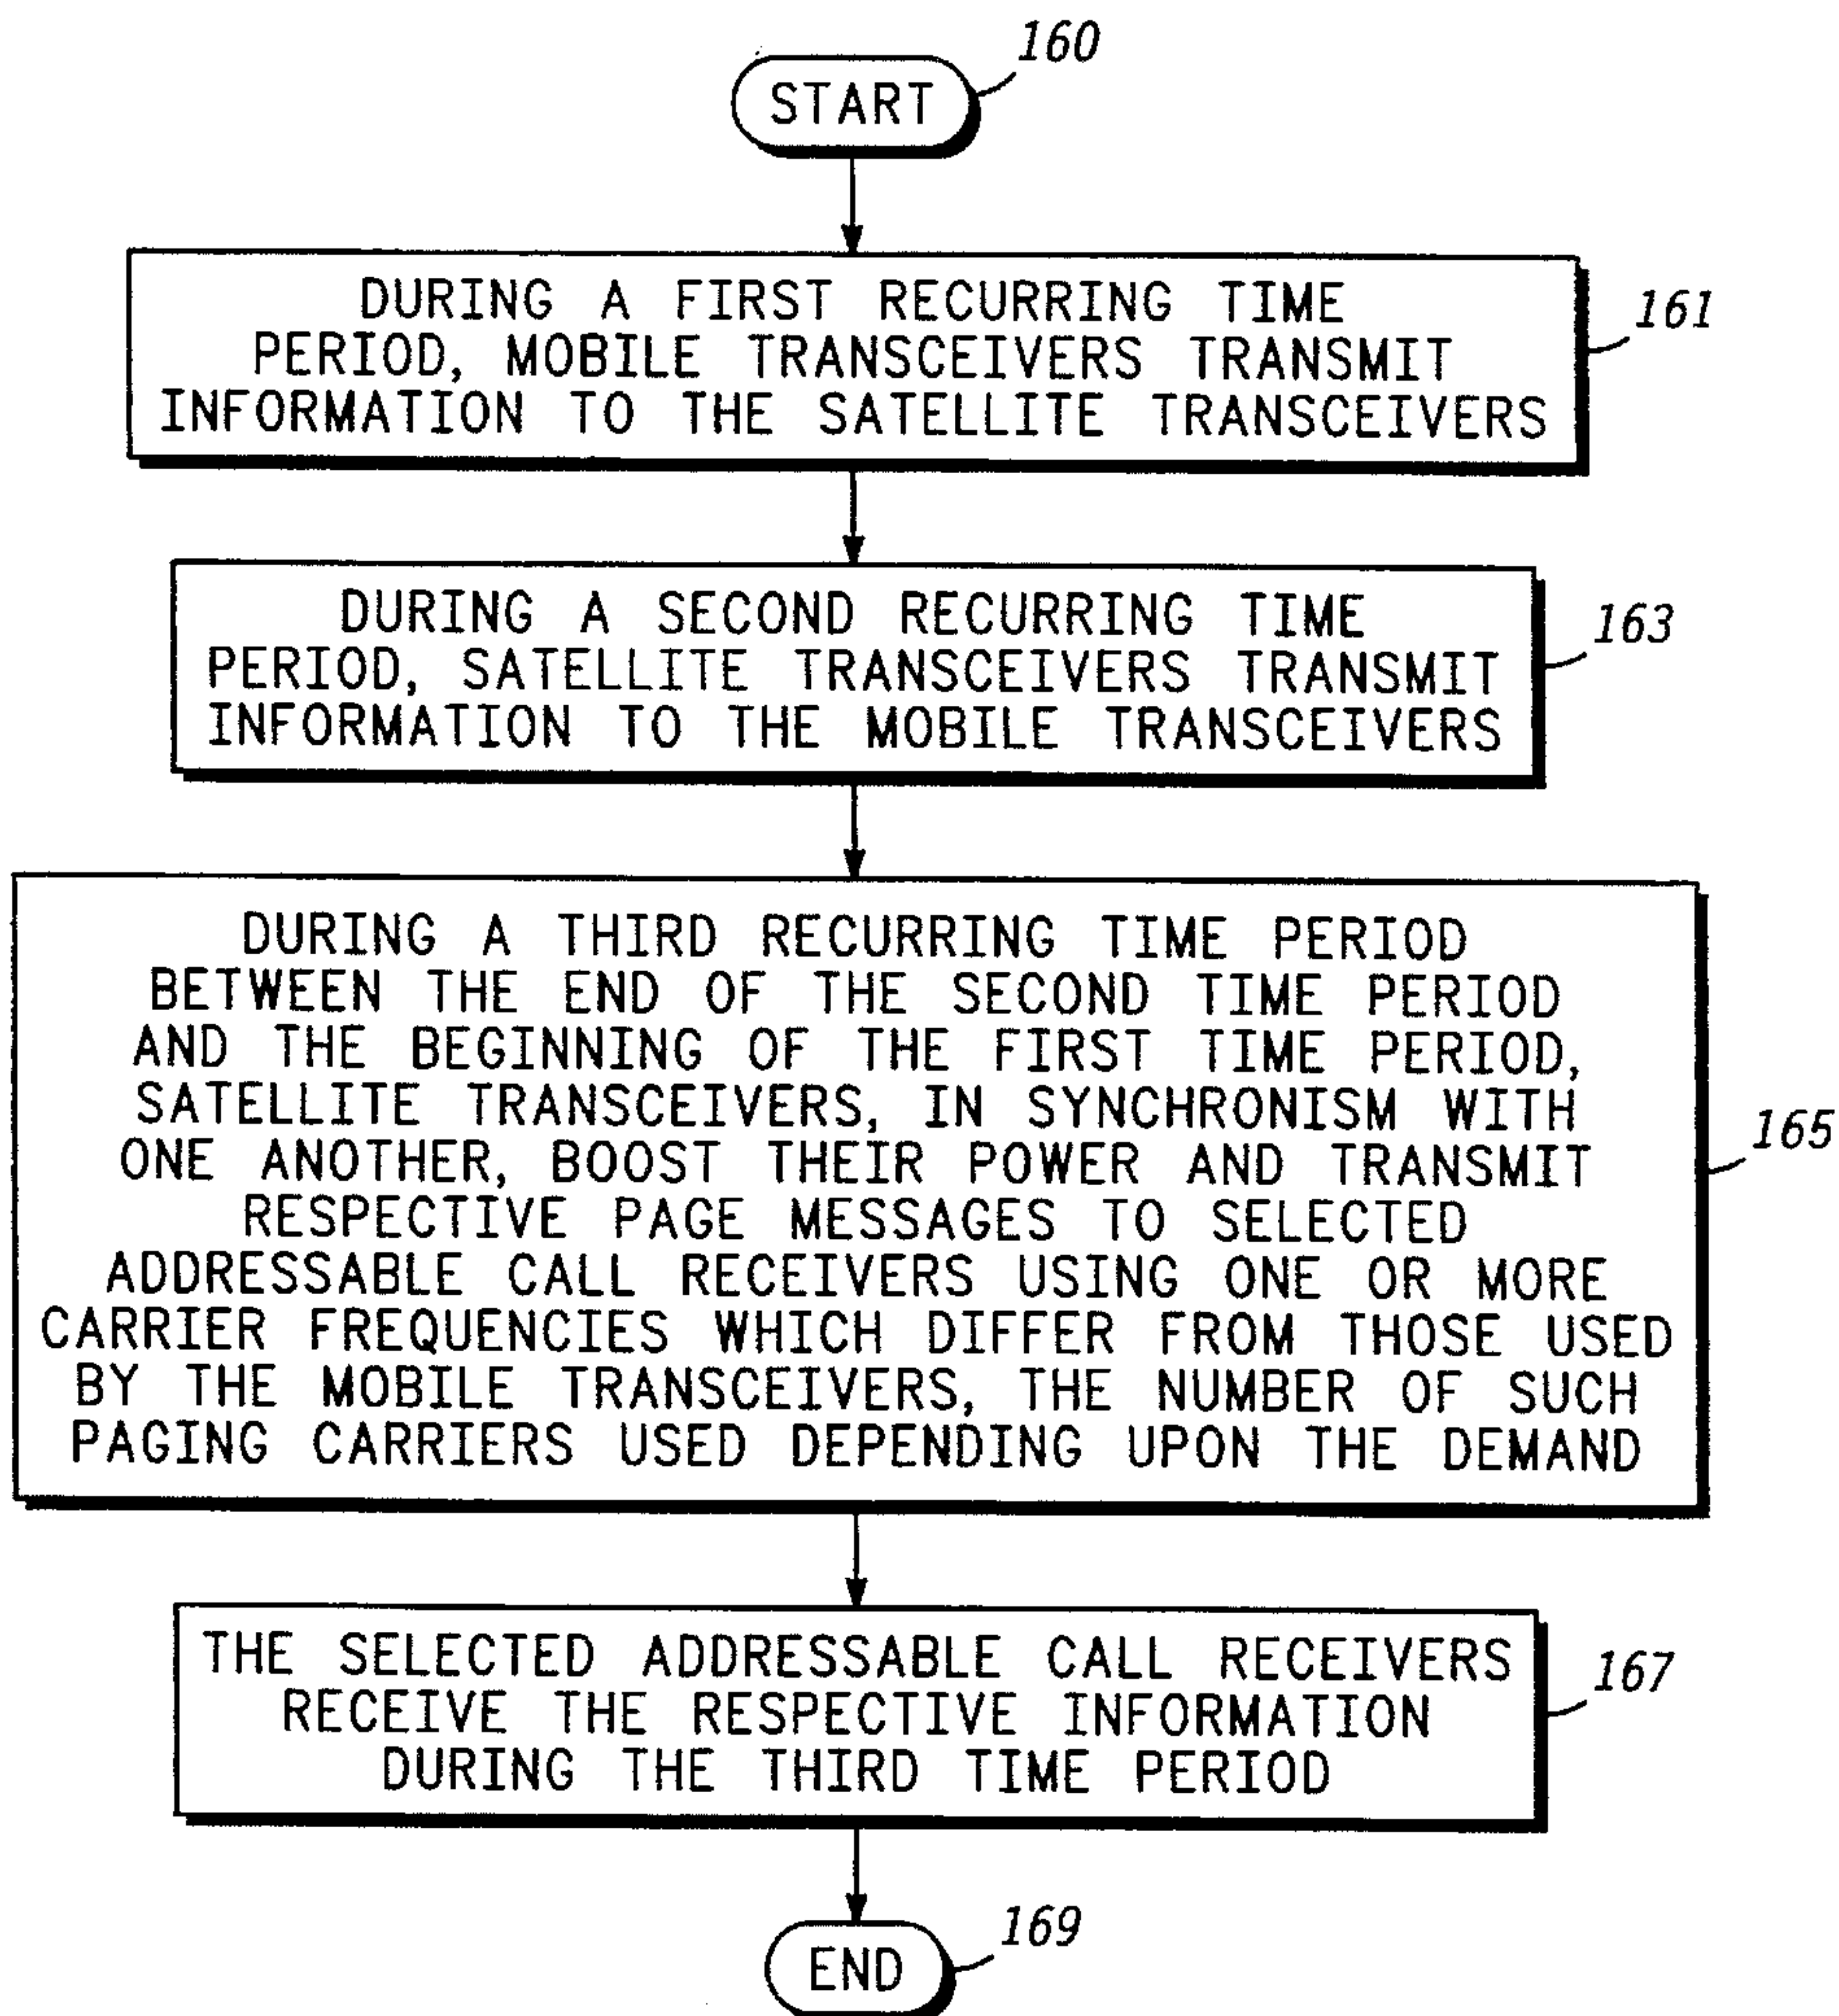 160
START
DURING A FIRST RECURRING TIME
PERIOD, MOBILE TRANSCEIVERS TRANSMIT
INFORMATION TO THE SATELLITE TRANSCEIVERS
161
DURING A SECOND RECURRING TIME
PERIOD, SATELLITE TRANSCEIVERS TRANSMIT
INFORMATION TO THE MOBILE TRANSCEIVERS
163
DURING A THIRD RECURRING TIME PERIOD
BETWEEN THE END OF THE SECOND TIME PERIOD
AND THE BEGINNING OF THE FIRST TIME PERIOD,
SATELLITE TRANSCEIVERS, IN SYNCHRONISM WITH
ONE ANOTHER, BOOST THEIR POWER AND TRANSMIT
RESPECTIVE PAGE MESSAGES TO SELECTED
ADDRESSABLE CALL RECEIVERS USING ONE OR MORE
CARRIER FREQUENCIES WHICH DIFFER FROM THOSE USED
BY THE MOBILE TRANSCEIVERS, THE NUMBER OF SUCH
PAGING CARRIERS USED DEPENDING UPON THE DEMAND
165
THE SELECTED ADDRESSABLE CALL RECEIVERS
RECEIVE THE RESPECTIVE INFORMATION
DURING THE THIRD TIME PERIOD
167
169
END